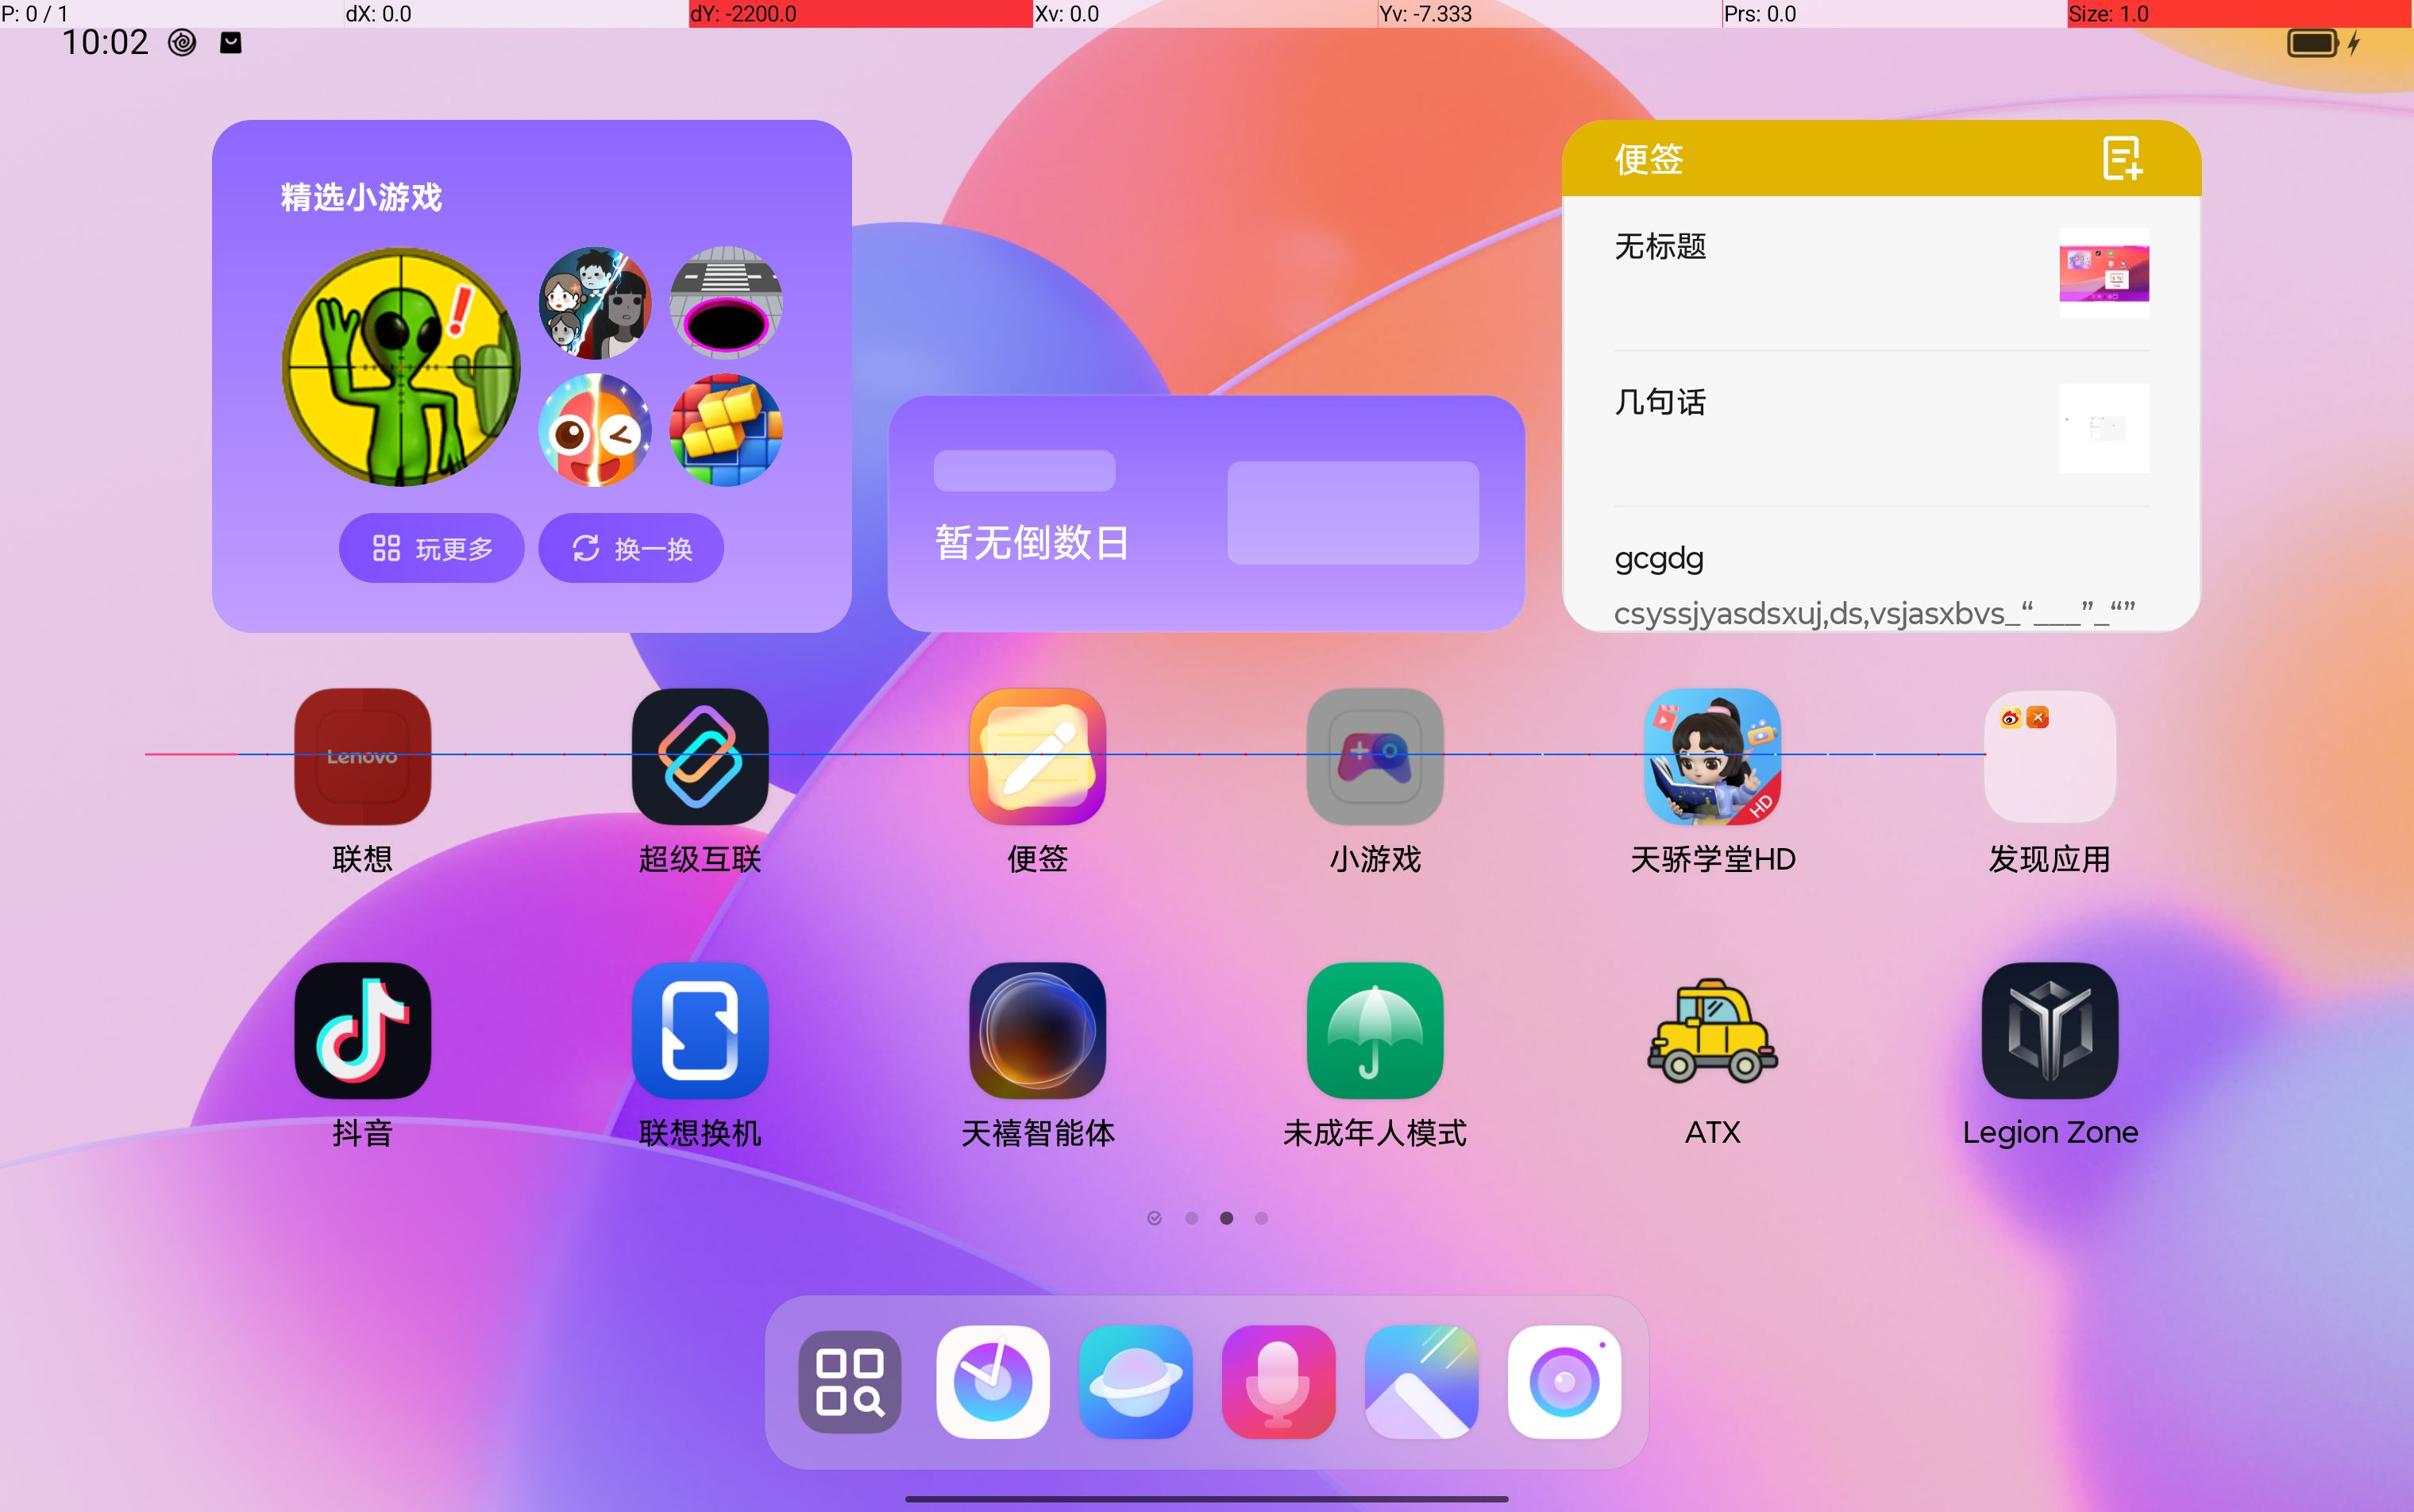 P: 0 / 1 dX: 0.0 dY: -2200.0 Xv: 0.0 Yv: -7.333 Prs: 0.0 Size: 1.0
10:02
精选小游戏
玩更多 换一换
暂无倒数日
便签
无标题
几句话
gcgdg
csyssjyasdsxuj,ds,vsjasxbvs_“___”_“”
Lenovo
HD
联想 超级互联 便签 小游戏 天骄学堂HD 发现应用
抖音 联想换机 天禧智能体 未成年人模式 ATX Legion Zone